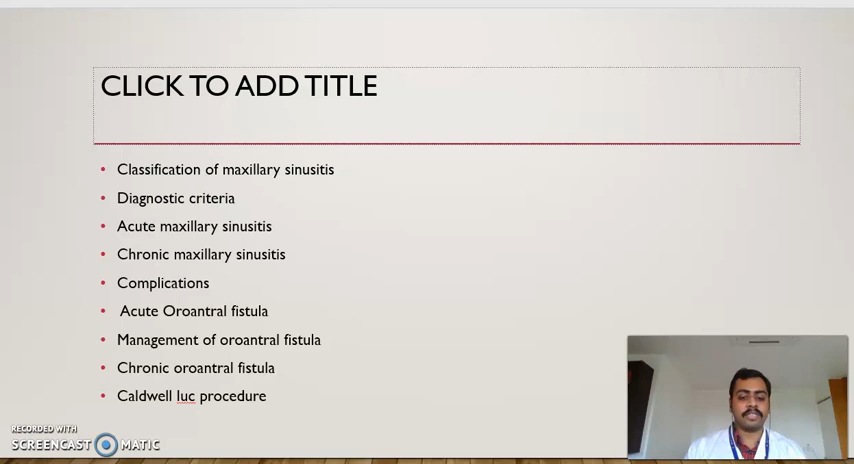 CLICK TO ADD TITLE
• Classification of maxillary sinusitis
• Diagnostic criteria
• Acute maxillary sinusitis
• Chronic maxillary sinusitis
• Complications
• Acute Oroantral fistula
• Management of oroantral fistula
• Chronic oroantral fistula
• Caldwell luc procedure
RECORDED WITH
SCREENCAST MATIC